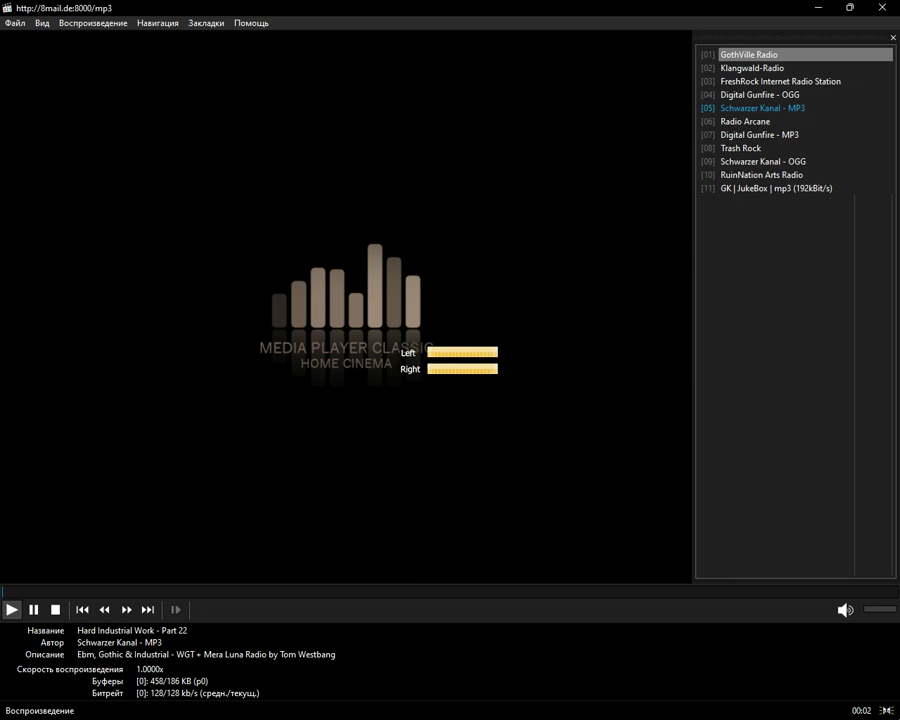 http://8mail.de:8000/mp3
Файл Вид Воспроизведение Навигация Закладки Помощь
[01] GothVille Radio
[02] Klangwald-Radio
[03] FreshRock Internet Radio Station
[04] Digital Gunfire - OGG
[05] Schwarzer Kanal - MP3
[06] Radio Arcane
[07] Digital Gunfire - MP3
[08] Trash Rock
[09] Schwarzer Kanal - OGG
[10] RuinNation Arts Radio
[11] GK | JukeBox | mp3 (192kBit/s)
MEDIA PLAYER CLASSIC
HOME CINEMA
Left
Right
Название Hard Industrial Work - Part 22
Автор Schwarzer Kanal - MP3
Описание Ebm, Gothic & Industrial - WGT + Mera Luna Radio by Tom Westbang
Скорость воспроизведения 1.0000x
Буферы [0]: 458/186 KB (p0)
Битрейт [0]: 128/128 kb/s (средн./текущ.)
Воспроизведение 00:02